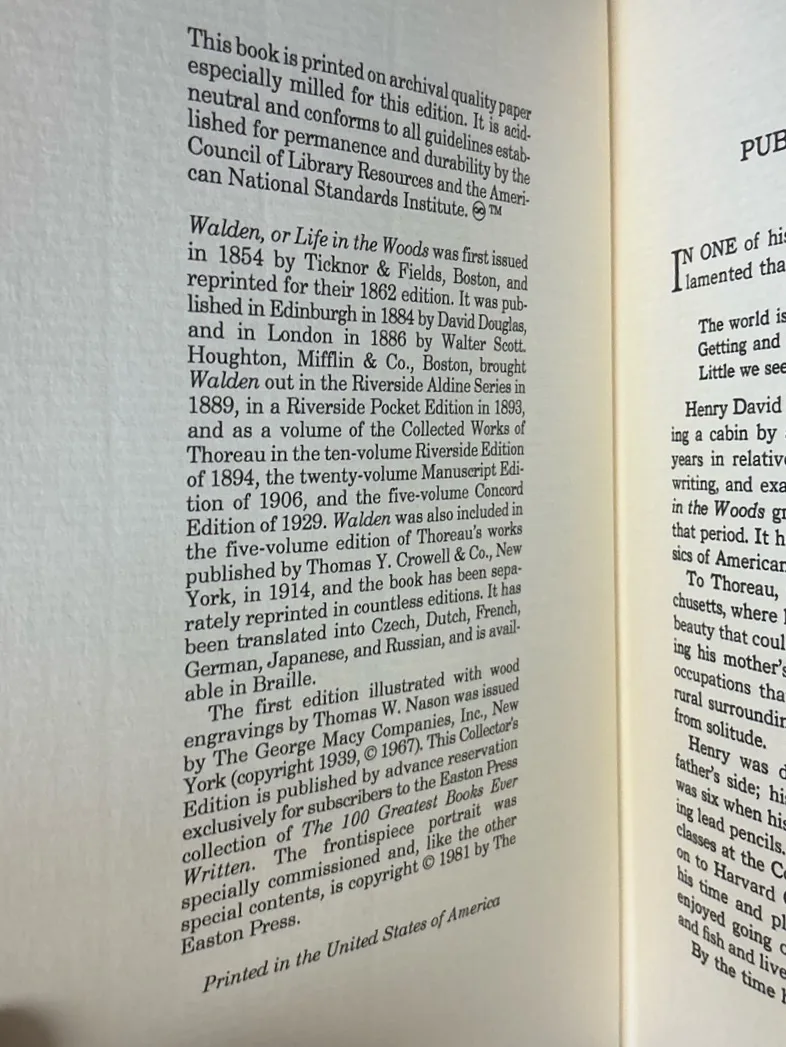 This book is printed on archival quality paper
especially milled for this edition. It is acid-
neutral and conforms to all guidelines estab-
lished for permanence and durability by the
Council of Library Resources and the Ameri-
can National Standards Institute. ♾™
Walden, or Life in the Woods was first issued
in 1854 by Ticknor & Fields, Boston, and
reprinted for their 1862 edition. It was pub-
lished in Edinburgh in 1884 by David Douglas,
and in London in 1886 by Walter Scott.
Houghton, Mifflin & Co., Boston, brought
Walden out in the Riverside Aldine Series in
1889, in a Riverside Pocket Edition in 1893,
and as a volume of the Collected Works of
Thoreau in the ten-volume Riverside Edition
of 1894, the twenty-volume Manuscript Edi-
tion of 1906, and the five-volume Concord
Edition of 1929. Walden was also included in
the five-volume edition of Thoreau's works
published by Thomas Y. Crowell & Co., New
York, in 1914, and the book has been sepa-
rately reprinted in countless editions. It has
been translated into Czech, Dutch, French,
German, Japanese, and Russian, and is avail-
able in Braille.
The first edition illustrated with wood
engravings by Thomas W. Nason was issued
by The George Macy Companies, Inc., New
York (copyright 1939, © 1967). This Collector's
Edition is published by advance reservation
exclusively for subscribers to the Easton Press
collection of The 100 Greatest Books Ever
Written. The frontispiece portrait was
specially commissioned and, like the other
special contents, is copyright © 1981 by The
Easton Press.
Printed in the United States of America
PUB
IN ONE of his
lamented tha
The world is
Getting and
Little we see
Henry David
ing a cabin by
years in relative
writing, and exa
in the Woods gr
that period. It h
sics of American
To Thoreau,
chusetts, where
beauty that coul
ing his mother's
occupations tha
rural surroundin
from solitude.
Henry was d
father's side; his
was six when his
ing lead pencils.
classes at the Co
on to Harvard
his time and pl
enjoyed going o
and fish and live
By the time h